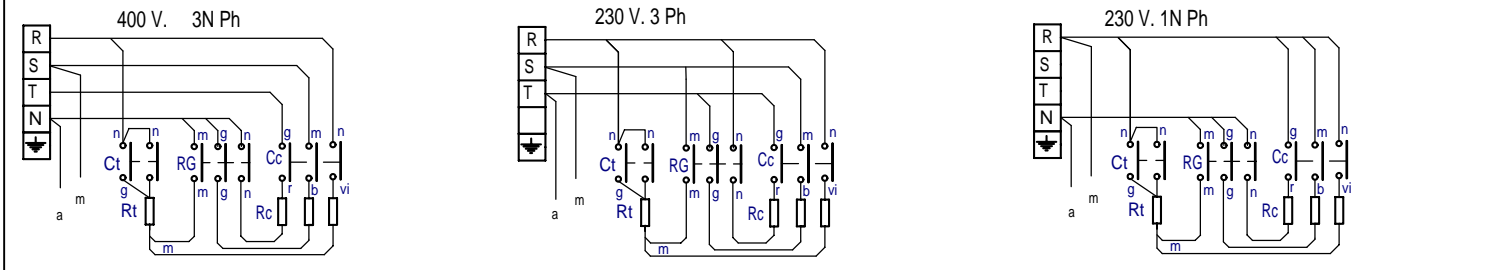 400 V. 3N Ph
R
S
T
N
n n m g n g m n
Ct RG Cc
g m g n r b vi
Rt Rc
a m
m
230 V. 3 Ph
R
S
T
n n m g n g m n
Ct RG Cc
g m g n r b vi
Rt Rc
a m
m
230 V. 1N Ph
R
S
T
N
n n m g n g m n
Ct RG Cc
g m g n r b vi
Rt Rc
a m
m